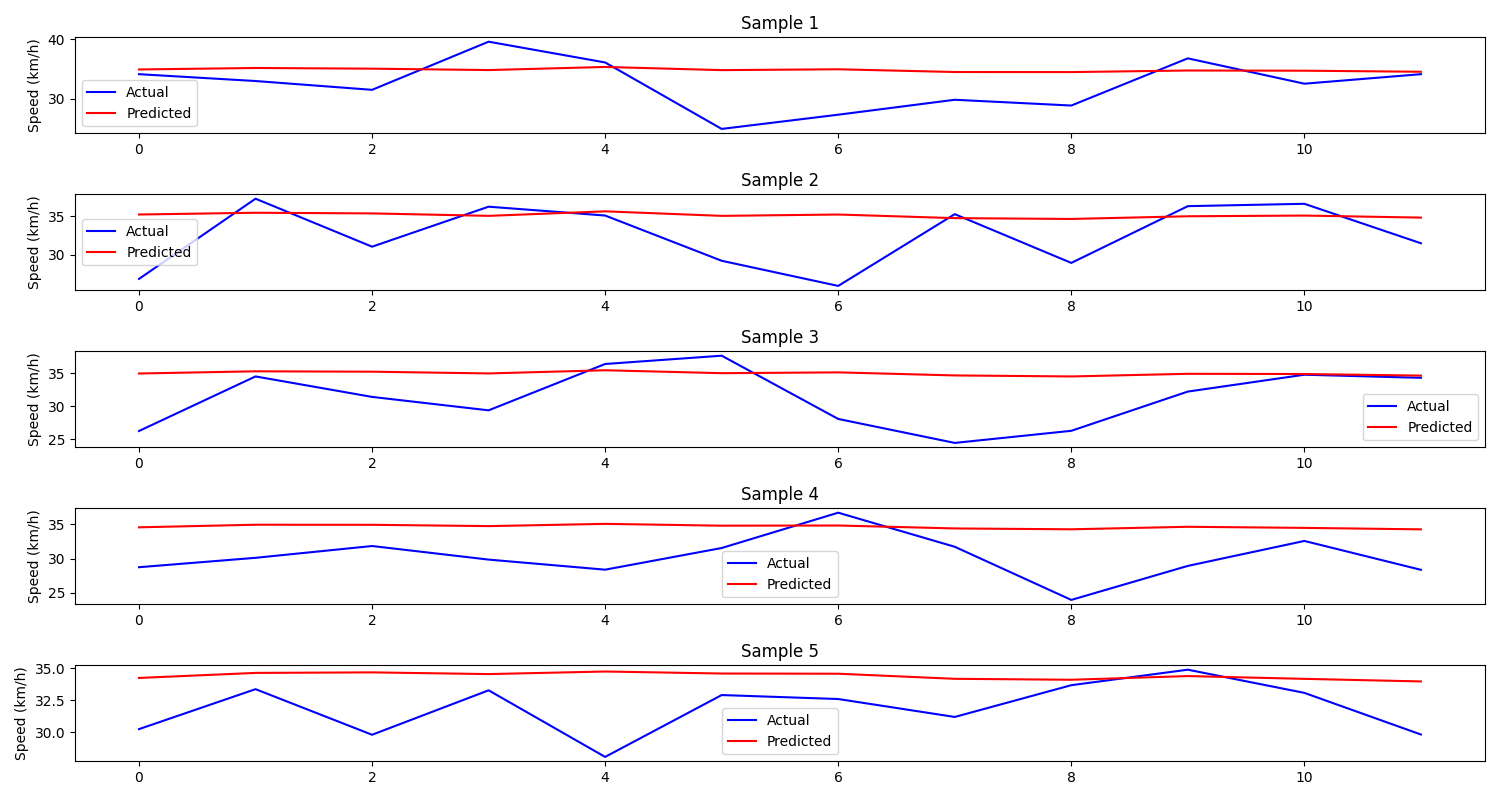 Sample 1
Speed (km/h)
40
30
Actual
Predicted
0 2 4 6 8 10
Sample 2
Speed (km/h)
35
30
Actual
Predicted
0 2 4 6 8 10
Sample 3
Speed (km/h)
35
30
25
Actual
Predicted
0 2 4 6 8 10
Sample 4
Speed (km/h)
35
30
25
Actual
Predicted
0 2 4 6 8 10
Sample 5
Speed (km/h)
35.0
32.5
30.0
Actual
Predicted
0 2 4 6 8 10